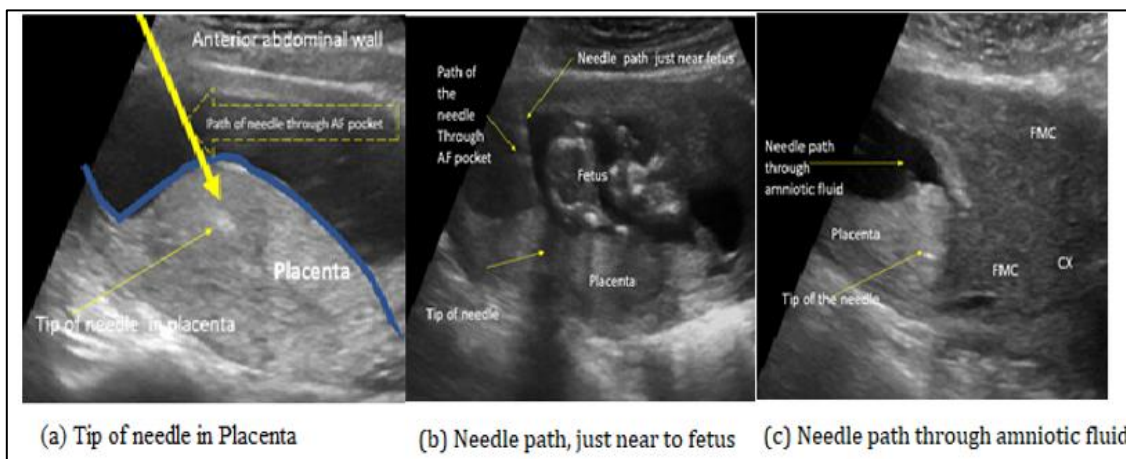 Anterior abdominal wall
Path of needle through AF pocket
Placenta
Tip of needle in placenta
Needle path just near fetus
Path of
the
needle
Through
AF pocket
Fetus
Placenta
Tip of needle
FMC
Needle path
through
amniotic fluid
Placenta
FMC
CX
Tip of the needle
(a) Tip of needle in Placenta
(b) Needle path, just near to fetus
(c) Needle path through amniotic fluid